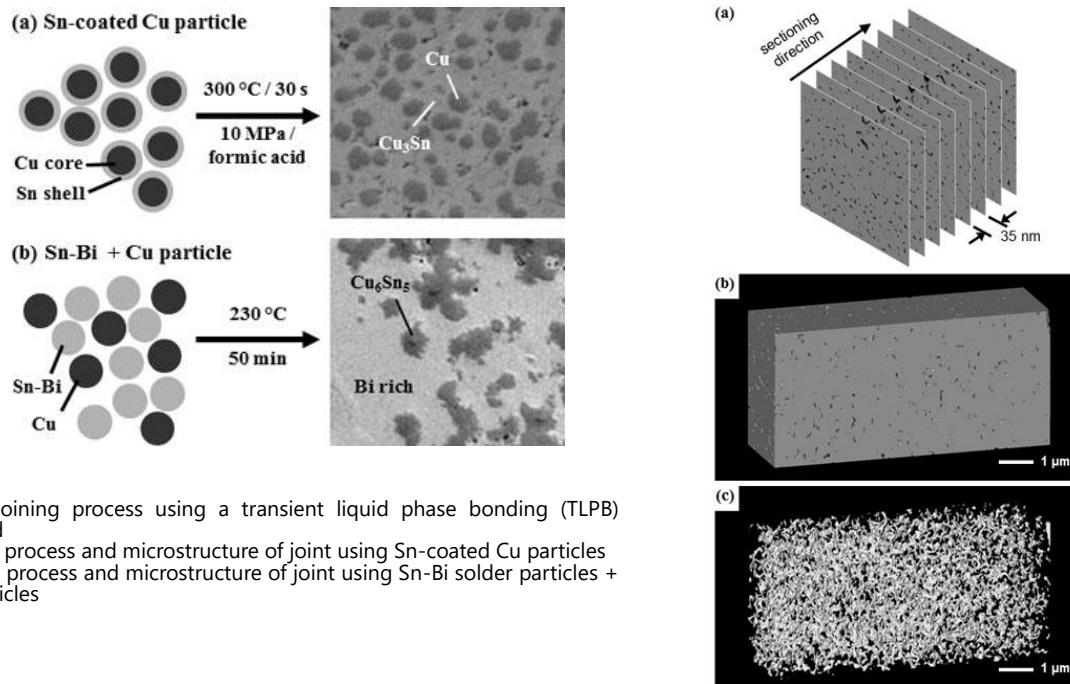 (a) Sn-coated Cu particle
300 °C / 30 s
10 MPa /
formic acid
Cu core
Sn shell
Cu
Cu₃Sn
(b) Sn-Bi + Cu particle
230 °C
50 min
Sn-Bi
Cu
Cu₆Sn₅
Bi rich
joining process using a transient liquid phase bonding (TLPB)
process and microstructure of joint using Sn-coated Cu particles
process and microstructure of joint using Sn-Bi solder particles +
(a)
sectioning
direction
35 nm
(b)
1 μm
(c)
1 μm